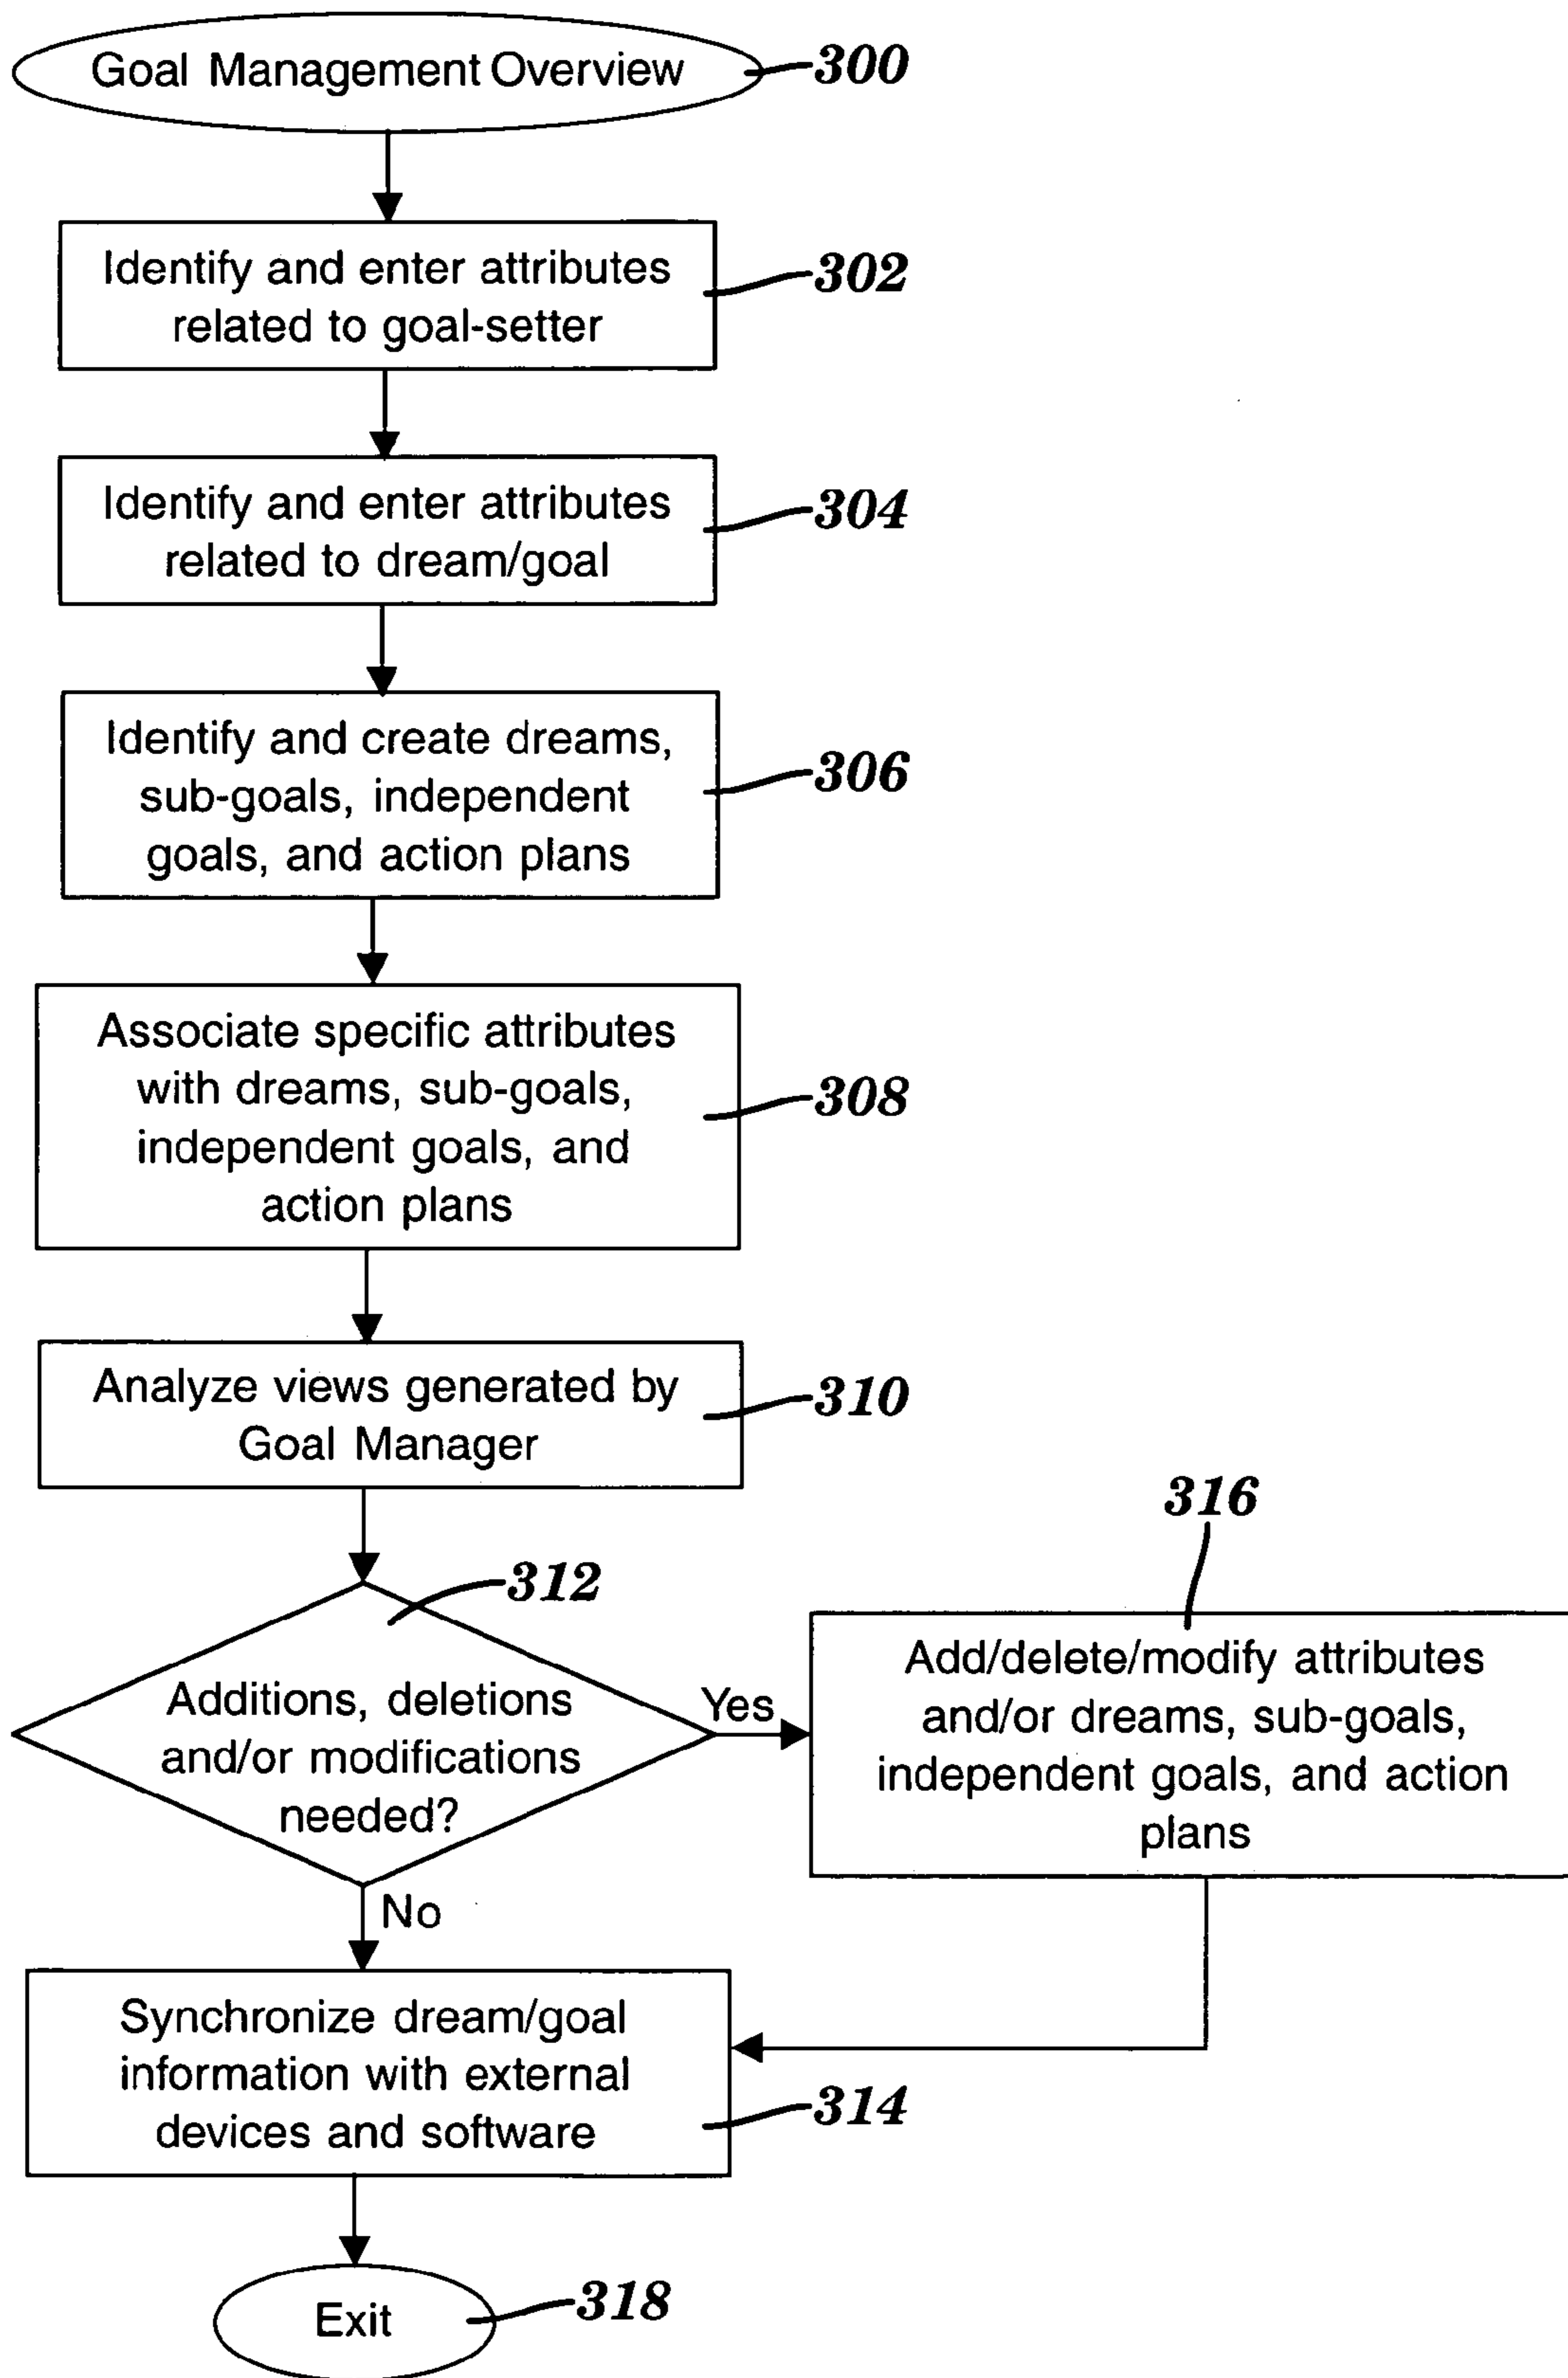 Goal Management Overview
300
Identify and enter attributes
related to goal-setter
302
Identify and enter attributes
related to dream/goal
304
Identify and create dreams,
sub-goals, independent
goals, and action plans
306
Associate specific attributes
with dreams, sub-goals,
independent goals, and
action plans
308
Analyze views generated by
Goal Manager
310
312
Additions, deletions
and/or modifications
needed?
Yes
316
Add/delete/modify attributes
and/or dreams, sub-goals,
independent goals, and action
plans
No
Synchronize dream/goal
information with external
devices and software
314
Exit
318